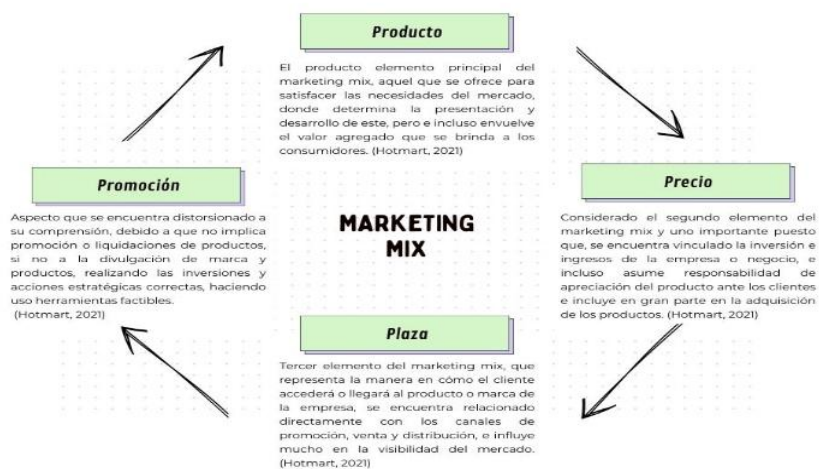 Producto
El producto elemento principal del
marketing mix, aquel que se ofrece para
satisfacer las necesidades del mercado,
donde determina la presentación y
desarrollo de este, pero e incluso envuelve
el valor agregado que se brinda a los
consumidores. (Hotmart, 2021)
Precio
Considerado el segundo elemento del
marketing mix y uno importante puesto
que, se encuentra vinculado la inversión e
ingresos de la empresa o negocio, e
incluso asume responsabilidad de
apreciación del producto ante los clientes
e incluye en gran parte en la adquisición
de los productos. (Hotmart, 2021)
Plaza
Tercer elemento del marketing mix, que
representa la manera en cómo el cliente
accederá o llegará al producto o marca de
la empresa, se encuentra relacionado
directamente con los canales de
promoción, venta y distribución, e influye
mucho en la visibilidad del mercado.
(Hotmart, 2021)
Promoción
Aspecto que se encuentra distorsionado a
su comprensión, debido a que no implica
promoción o liquidaciones de productos,
si no a la divulgación de marca y
productos, realizando las inversiones y
acciones estratégicas correctas, haciendo
uso herramientas factibles.
(Hotmart, 2021)
MARKETING
MIX